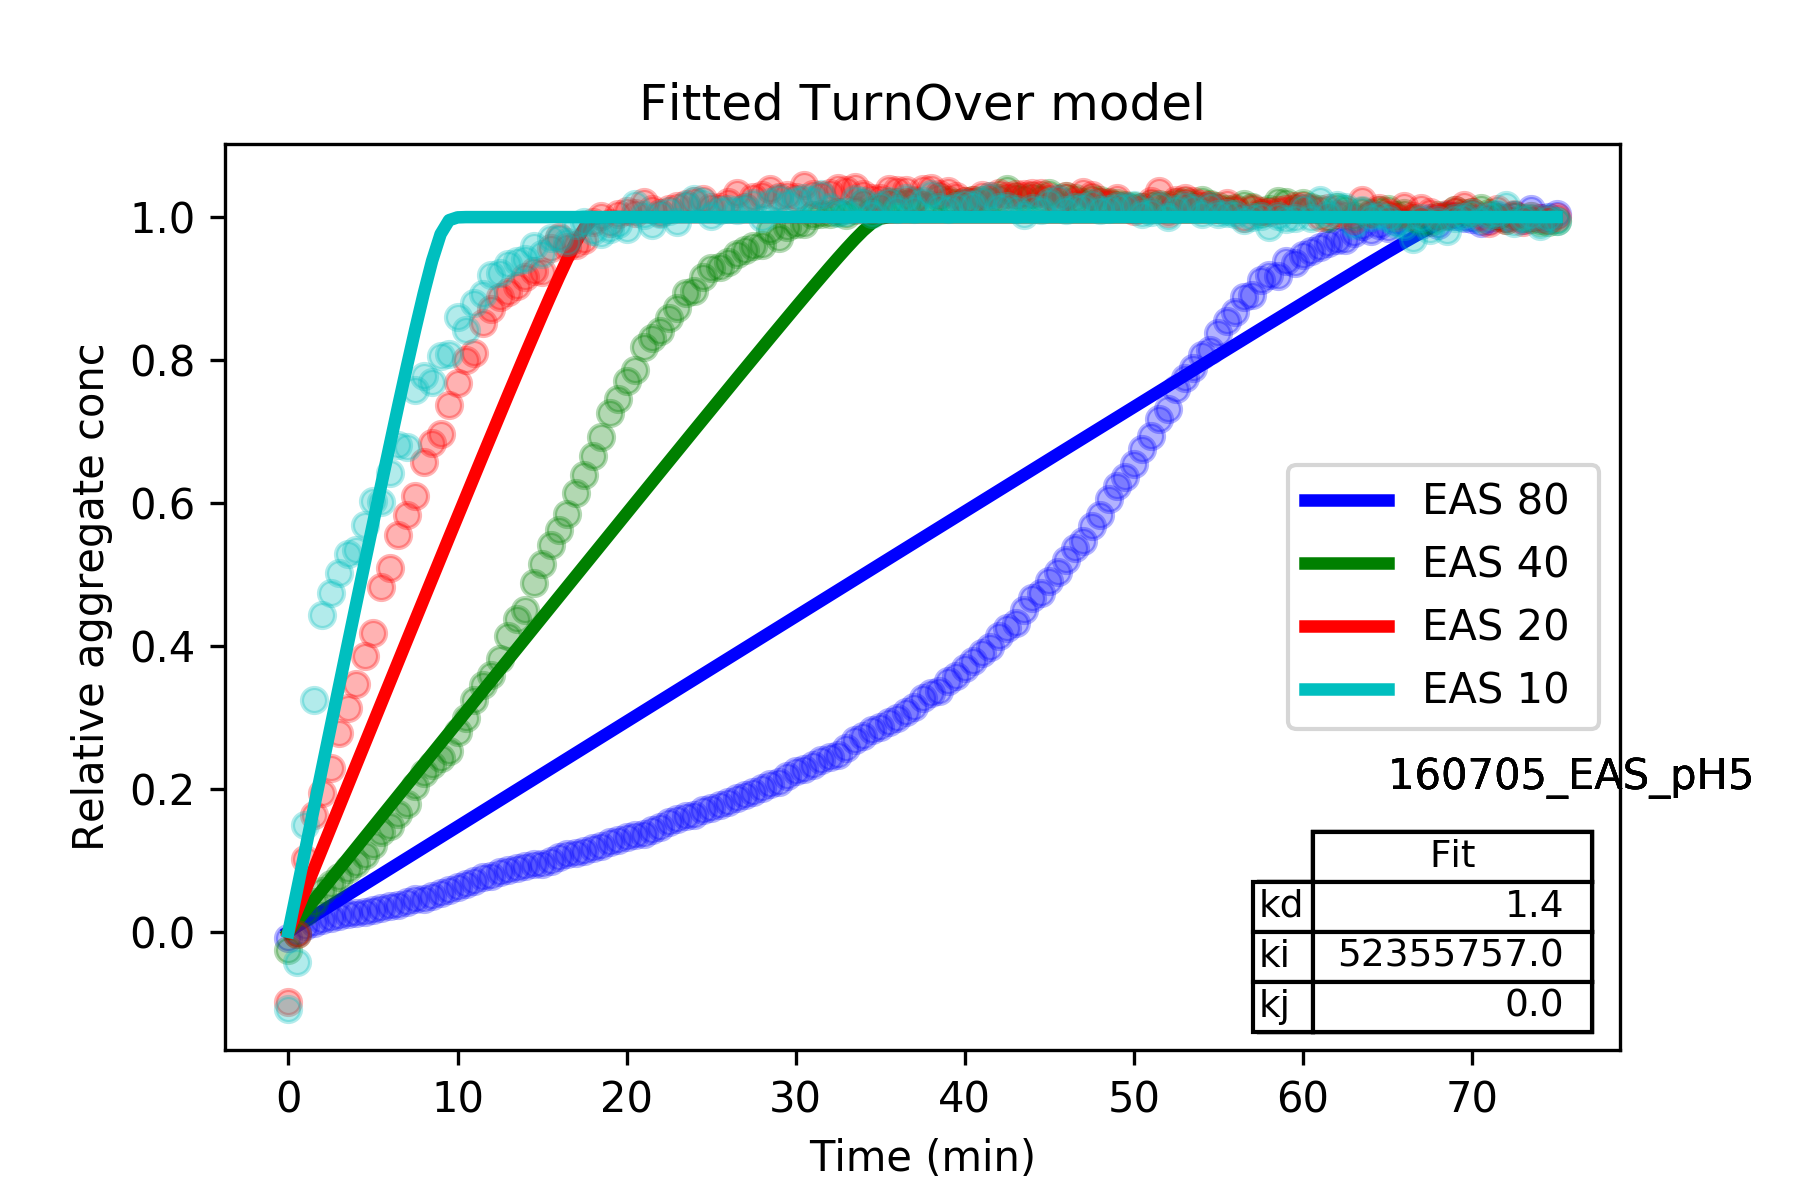 Fitted TurnOver model
Relative aggregate conc
1.0
0.8
0.6
0.4
0.2
0.0
EAS 80
EAS 40
EAS 20
EAS 10
160705_EAS_pH5
Fit
kd 1.4
ki 52355757.0
kj 0.0
0 10 20 30 40 50 60 70
Time (min)